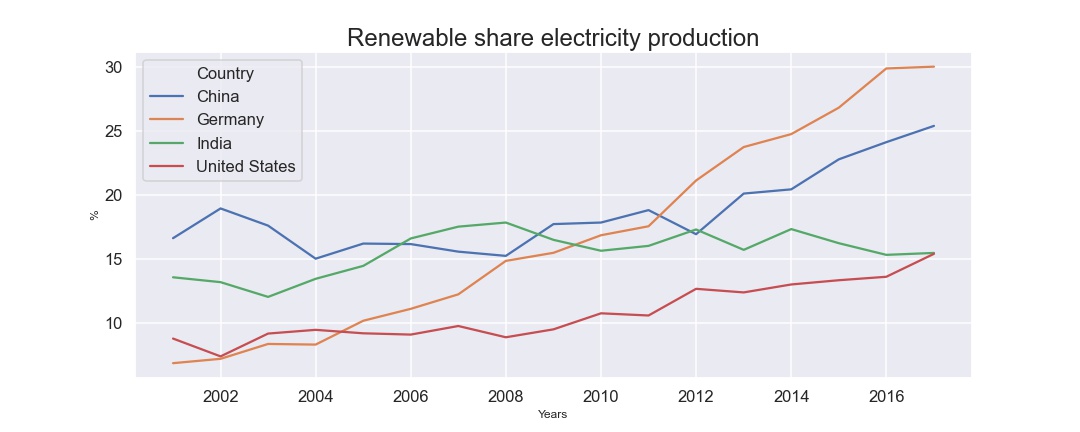 Renewable share electricity production
Country
China
Germany
India
United States
30
25
20
15
10
%
2002 2004 2006 2008 2010 2012 2014 2016
Years